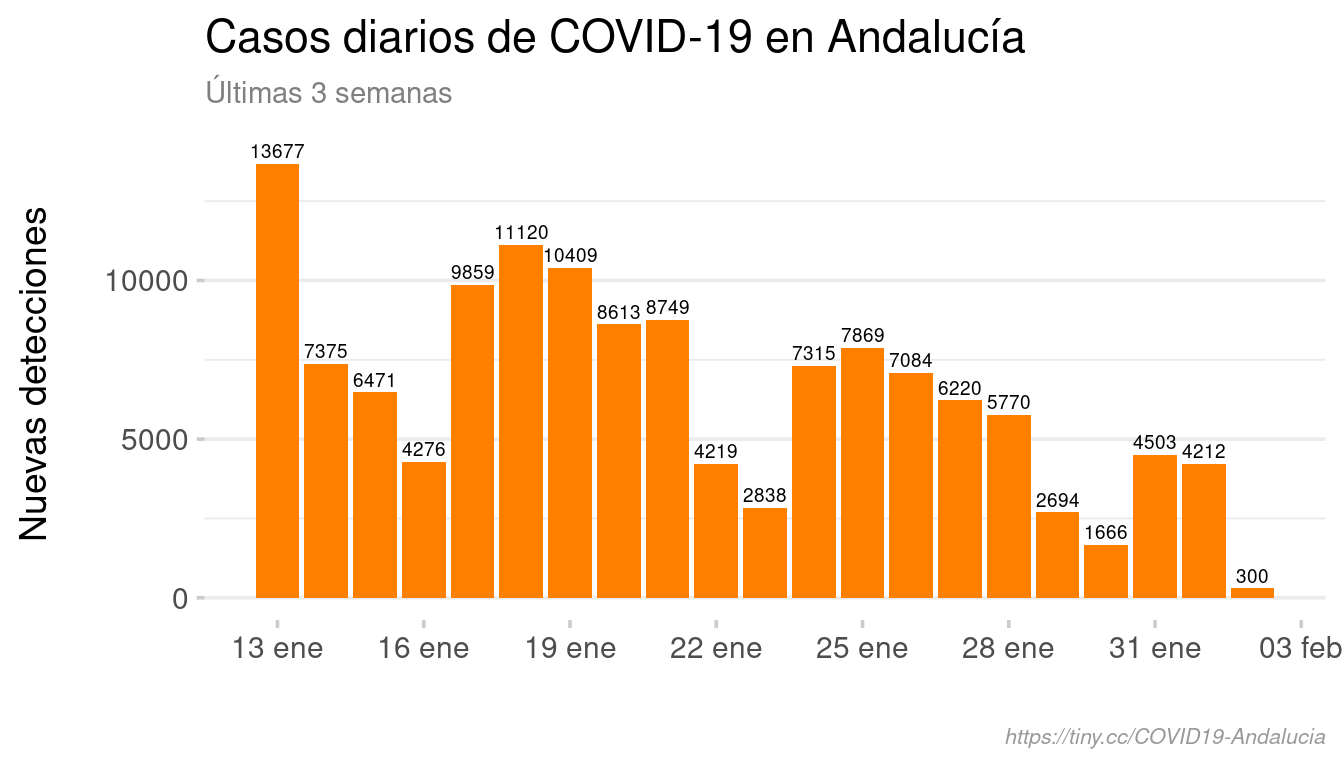 Casos diarios de COVID-19 en Andalucía
Últimas 3 semanas
Nuevas detecciones
10000
5000
0
13677
7375
6471
4276
9859
11120
10409
8613
8749
4219
2838
7315
7869
7084
6220
5770
2694
1666
4503
4212
300
13 ene
16 ene
19 ene
22 ene
25 ene
28 ene
31 ene
03 feb
https://tiny.cc/COVID19-Andalucia